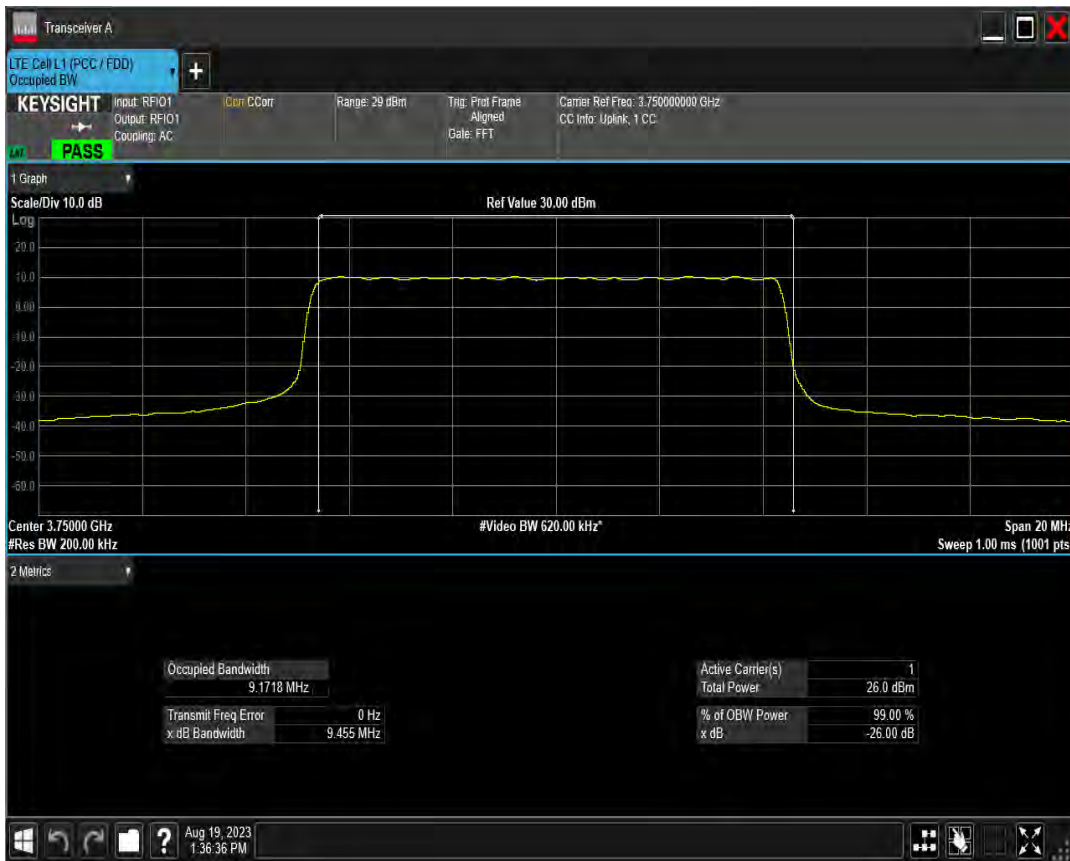 Transceiver A
LTE Cell L1 (PCC / FDD)
Occupied BW
+
KEYSIGHT
Input: RFIO1
Output: RFIO1
Coupling: AC
Corr CCorr
Range: 29 dBm
Trig: Prot Frame
Aligned
Gate: FFT
Carrier Ref Freq: 3.750000000 GHz
CC Info: Uplink, 1 CC
PASS
1 Graph
Scale/Div 10.0 dB
Ref Value 30.00 dBm
Log
20.0
10.0
0.00
-10.0
-20.0
-30.0
-40.0
-50.0
-60.0
Center 3.75000 GHz
#Video BW 620.00 kHz*
Span 20 MHz
#Res BW 200.00 kHz
Sweep 1.00 ms (1001 pts
2 Metrics
Occupied Bandwidth
9.1718 MHz
Transmit Freq Error 0 Hz
x dB Bandwidth 9.455 MHz
Active Carrier(s) 1
Total Power 26.0 dBm
% of OBW Power 99.00 %
x dB -26.00 dB
?
Aug 19, 2023
1:36:36 PM